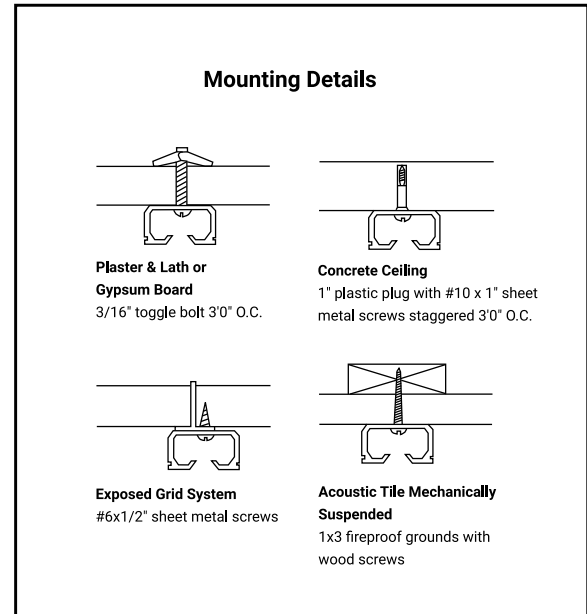 Mounting Details
Plaster & Lath or
Gypsum Board
3/16" toggle bolt 3'0" O.C.
Concrete Ceiling
1" plastic plug with #10 x 1" sheet
metal screws staggered 3'0" O.C.
Exposed Grid System
#6x1/2" sheet metal screws
Acoustic Tile Mechanically
Suspended
1x3 fireproof grounds with
wood screws